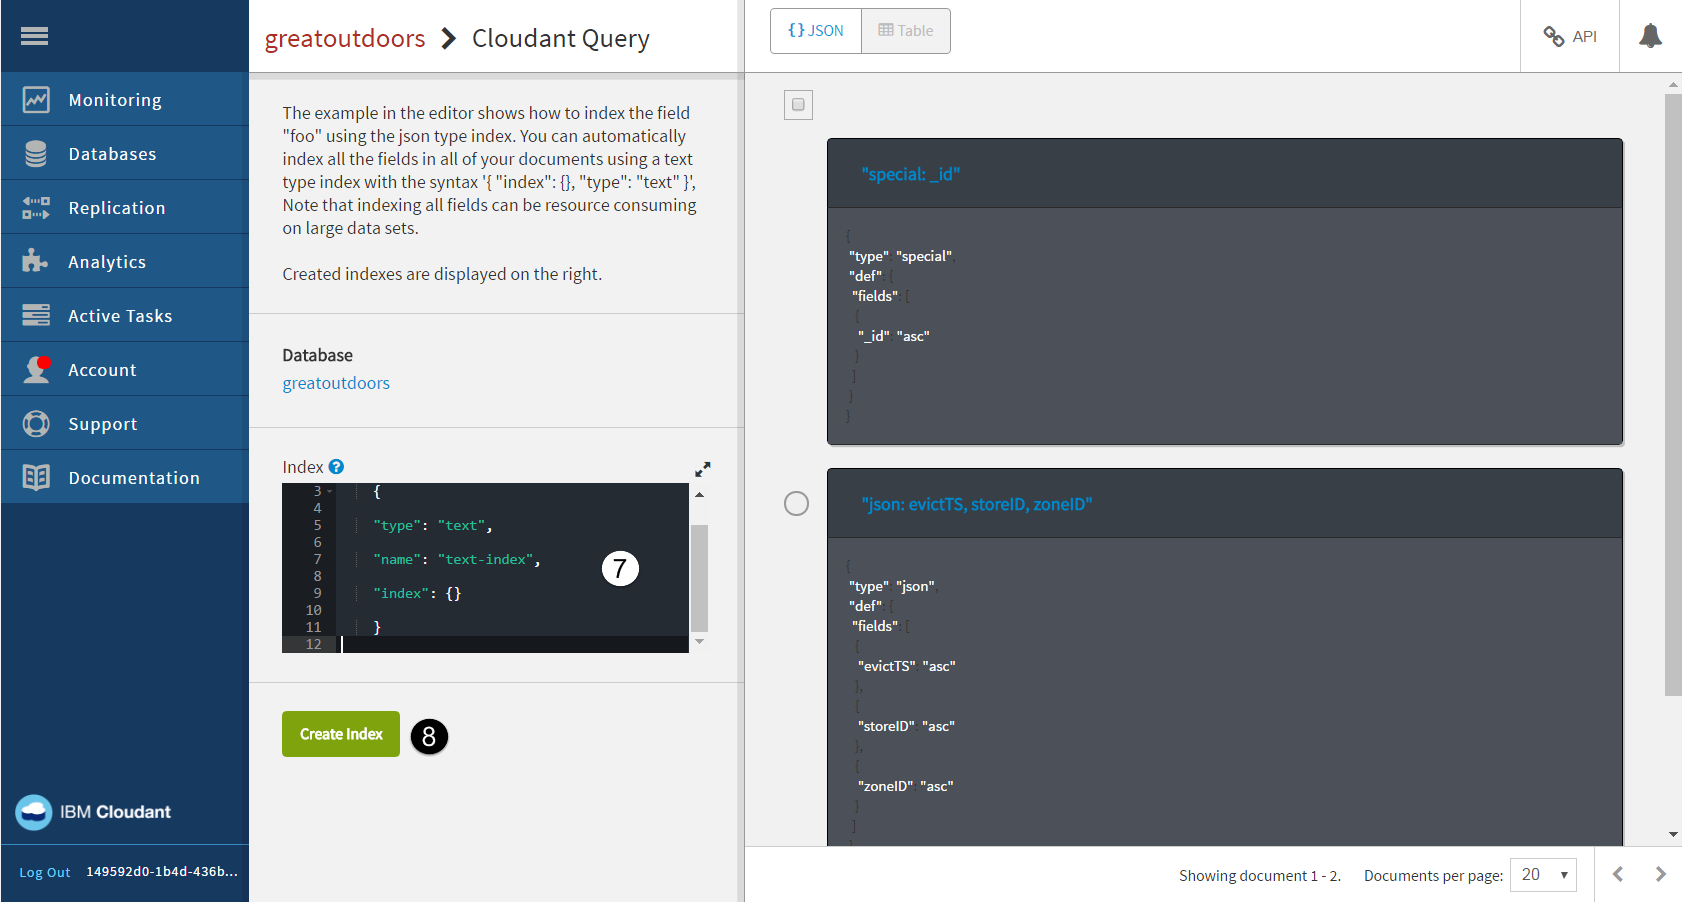 greatoutdoors > Cloudant Query
{} JSON
Table
API
Monitoring
Databases
Replication
Analytics
Active Tasks
Account
Support
Documentation
IBM Cloudant
Log Out 149592d0-1b4d-436b...
The example in the editor shows how to index the field
"foo" using the json type index. You can automatically
index all the fields in all of your documents using a text
type index with the syntax '{ "index": {}, "type": "text" }',
Note that indexing all fields can be resource consuming
on large data sets.
Created indexes are displayed on the right.
Database
greatoutdoors
Index ?
3 {
4
5 "type": "text",
6
7 "name": "text-index",
8
9 "index": {}
10
11 }
12
7
Create Index
8
"special: _id"
{
"type": "special",
"def": {
"fields": [
{
"_id": "asc"
}
]
}
}
"json: evictTS, storeID, zoneID"
{
"type": "json",
"def": {
"fields": [
{
"evictTS": "asc"
},
{
"storeID": "asc"
},
{
"zoneID": "asc"
}
]
}
Showing document 1 - 2.
Documents per page: 20